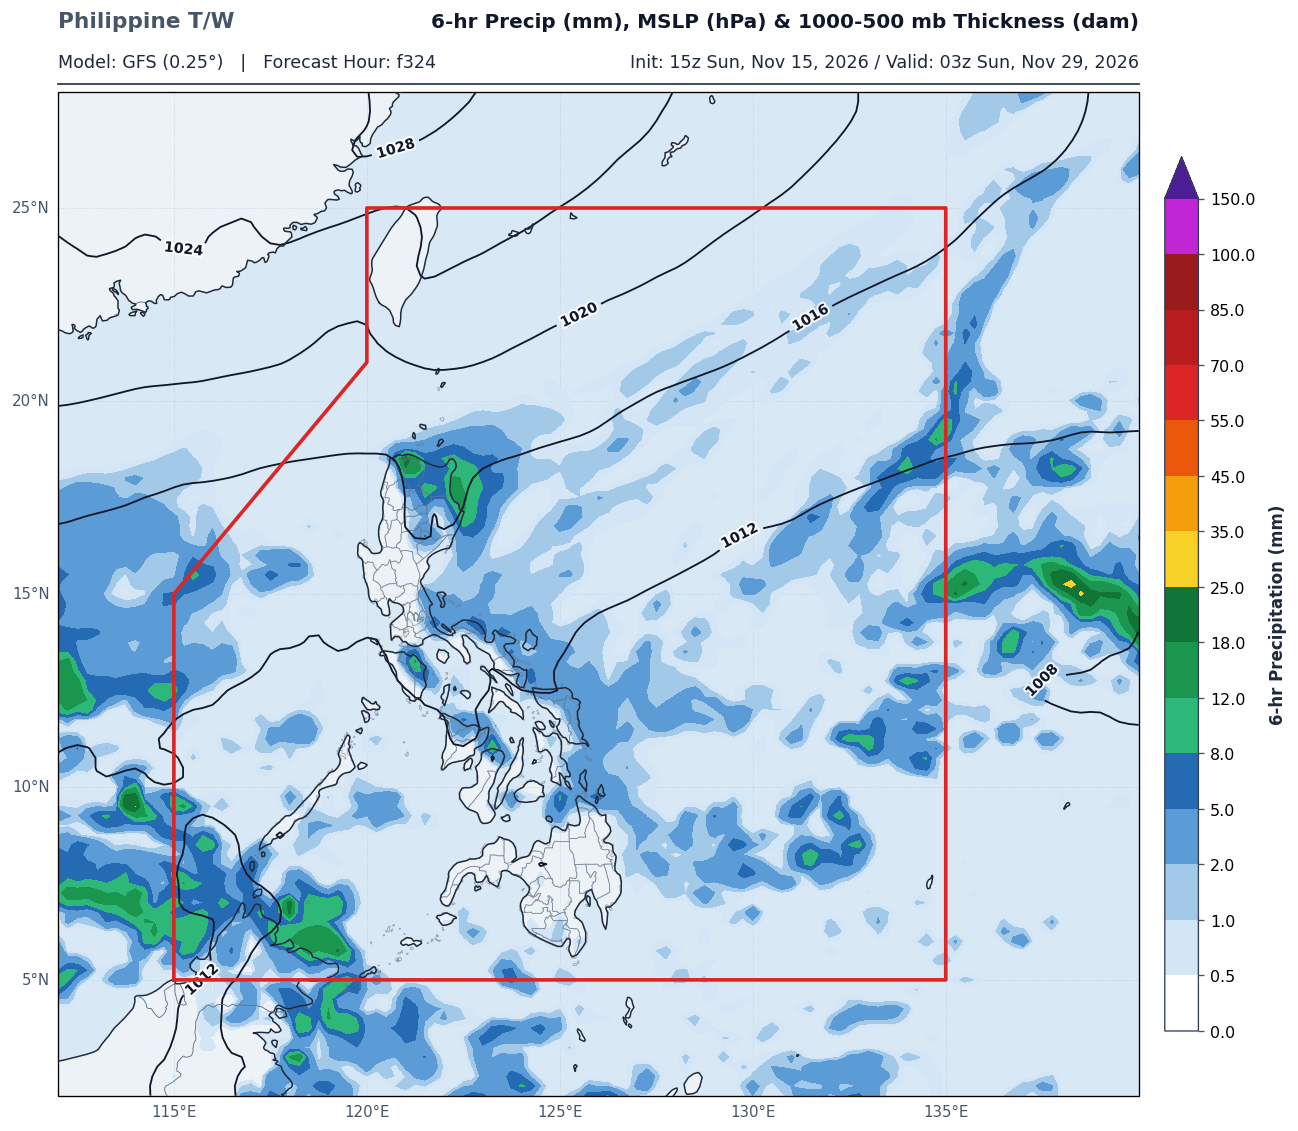 Philippine T/W
6-hr Precip (mm), MSLP (hPa) & 1000-500 mb Thickness (dam)
Model: GFS (0.25°) | Forecast Hour: f324
Init: 15z Sun, Nov 15, 2026 / Valid: 03z Sun, Nov 29, 2026
1028
1024
1020
1016
1012
1008
1012
25°N
20°N
15°N
10°N
5°N
115°E
120°E
125°E
130°E
135°E
150.0
100.0
85.0
70.0
55.0
45.0
35.0
25.0
18.0
12.0
8.0
5.0
2.0
1.0
0.5
0.0
6-hr Precipitation (mm)